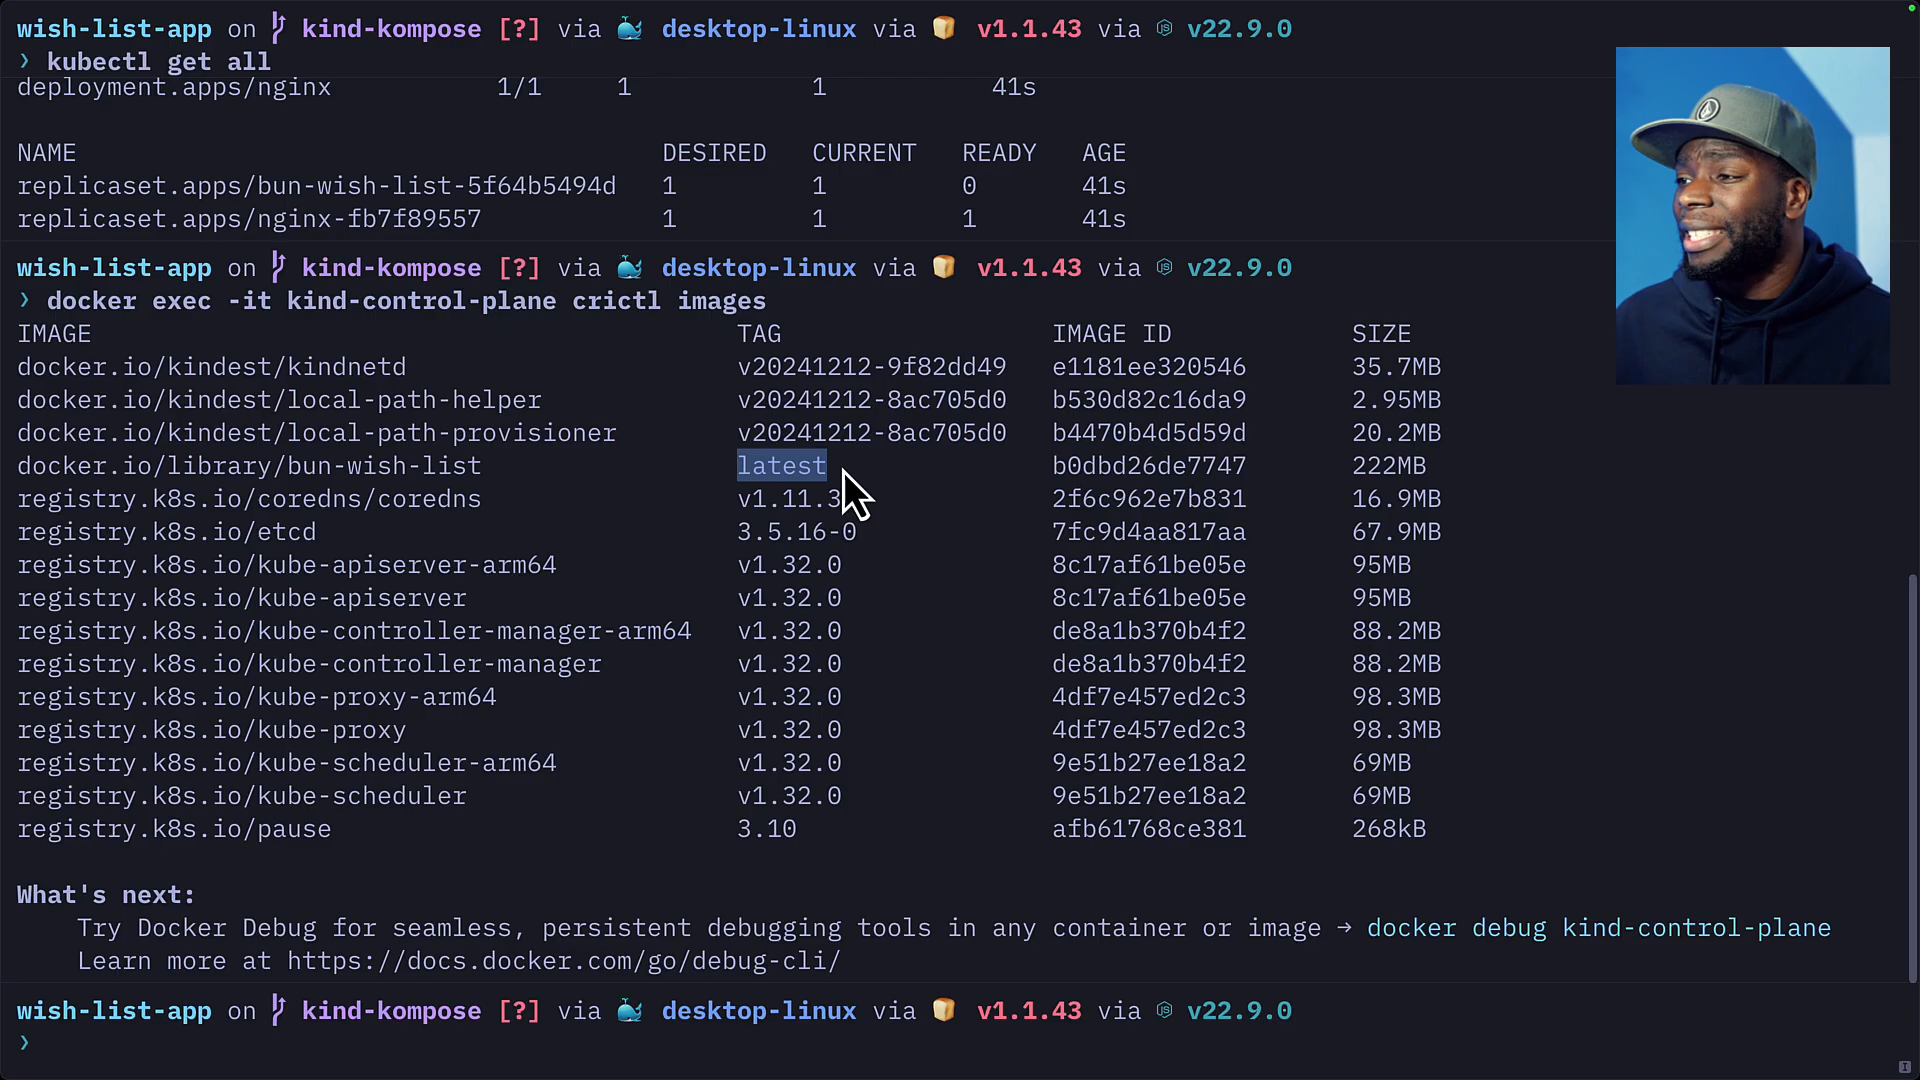 wish-list-app on kind-kompose [?] via desktop-linux via v1.1.43 via v22.9.0
❯ kubectl get all
deployment.apps/nginx 1/1 1 1 41s
NAME DESIRED CURRENT READY AGE
replicaset.apps/bun-wish-list-5f64b5494d 1 1 0 41s
replicaset.apps/nginx-fb7f89557 1 1 1 41s
wish-list-app on kind-kompose [?] via desktop-linux via v1.1.43 via v22.9.0
❯ docker exec -it kind-control-plane crictl images
IMAGE TAG IMAGE ID SIZE
docker.io/kindest/kindnetd v20241212-9f82dd49 e1181ee320546 35.7MB
docker.io/kindest/local-path-helper v20241212-8ac705d0 b530d82c16da9 2.95MB
docker.io/kindest/local-path-provisioner v20241212-8ac705d0 b4470b4d5d59d 20.2MB
docker.io/library/bun-wish-list latest b0dbd26de7747 222MB
registry.k8s.io/coredns/coredns v1.11.3 2f6c962e7b831 16.9MB
registry.k8s.io/etcd 3.5.16-0 7fc9d4aa817aa 67.9MB
registry.k8s.io/kube-apiserver-arm64 v1.32.0 8c17af61be05e 95MB
registry.k8s.io/kube-apiserver v1.32.0 8c17af61be05e 95MB
registry.k8s.io/kube-controller-manager-arm64 v1.32.0 de8a1b370b4f2 88.2MB
registry.k8s.io/kube-controller-manager v1.32.0 de8a1b370b4f2 88.2MB
registry.k8s.io/kube-proxy-arm64 v1.32.0 4df7e457ed2c3 98.3MB
registry.k8s.io/kube-proxy v1.32.0 4df7e457ed2c3 98.3MB
registry.k8s.io/kube-scheduler-arm64 v1.32.0 9e51b27ee18a2 69MB
registry.k8s.io/kube-scheduler v1.32.0 9e51b27ee18a2 69MB
registry.k8s.io/pause 3.10 afb61768ce381 268kB
What's next:
Try Docker Debug for seamless, persistent debugging tools in any container or image → docker debug kind-control-plane
Learn more at https://docs.docker.com/go/debug-cli/
wish-list-app on kind-kompose [?] via desktop-linux via v1.1.43 via v22.9.0
❯